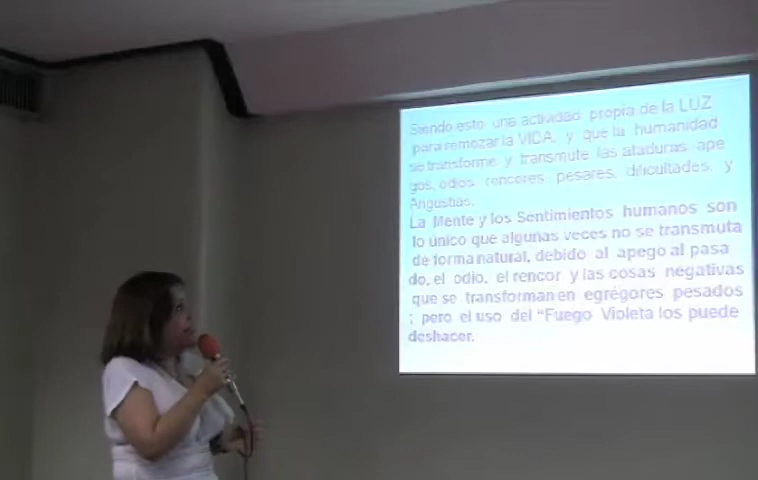 Siendo esto una actividad propia de la LUZ
para remozar la VIDA, y que la humanidad
se transforme y transmute las ataduras ape
gos, odios rencores, pesares, dificultades, y
Angustias.
La Mente y los Sentimientos humanos son
lo único que algunas veces no se transmuta
de forma natural, debido al apego al pasa
do, el odio, el rencor y las cosas negativas
que se transforman en egrégores pesados
; pero el uso del "Fuego Violeta los puede
deshacer.